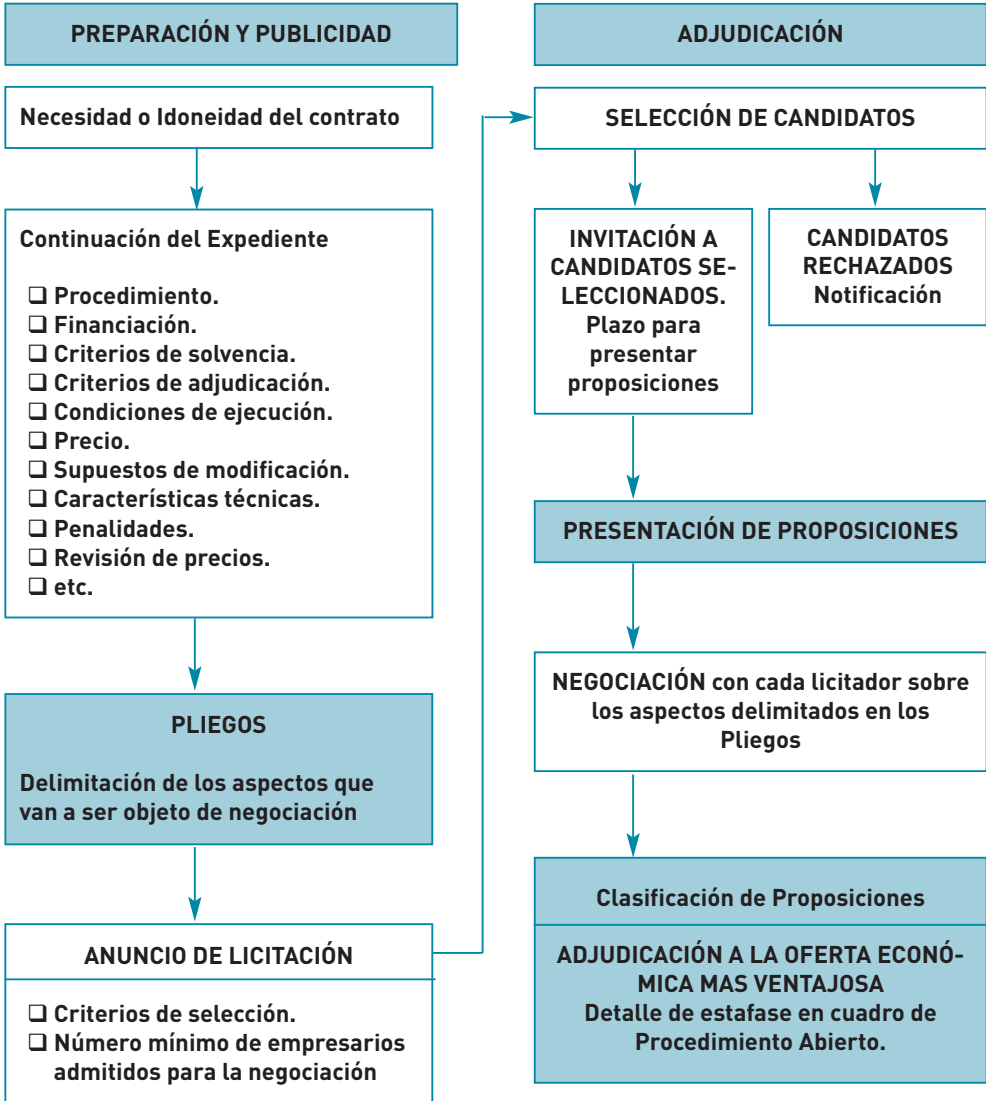 PREPARACIÓN Y PUBLICIDAD
Necesidad o Idoneidad del contrato
Continuación del Expediente
❑ Procedimiento.
❑ Financiación.
❑ Criterios de solvencia.
❑ Criterios de adjudicación.
❑ Condiciones de ejecución.
❑ Precio.
❑ Supuestos de modificación.
❑ Características técnicas.
❑ Penalidades.
❑ Revisión de precios.
❑ etc.
PLIEGOS
Delimitación de los aspectos que
van a ser objeto de negociación
ANUNCIO DE LICITACIÓN
❑ Criterios de selección.
❑ Número mínimo de empresarios
admitidos para la negociación
ADJUDICACIÓN
SELECCIÓN DE CANDIDATOS
INVITACIÓN A
CANDIDATOS SE-
LECCIONADOS.
Plazo para
presentar
proposiciones
CANDIDATOS
RECHAZADOS
Notificación
PRESENTACIÓN DE PROPOSICIONES
NEGOCIACIÓN con cada licitador sobre
los aspectos delimitados en los
Pliegos
Clasificación de Proposiciones
ADJUDICACIÓN A LA OFERTA ECONÓ-
MICA MAS VENTAJOSA
Detalle de estafase en cuadro de
Procedimiento Abierto.